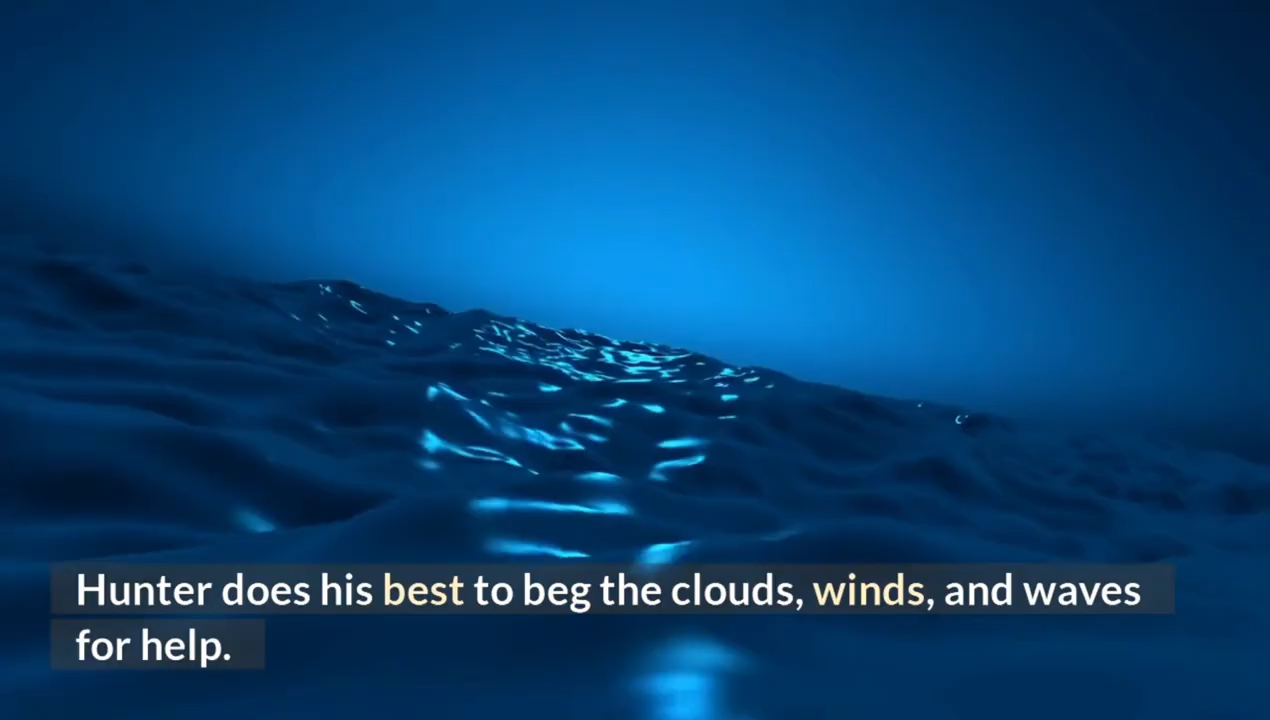 Hunter does his best to beg the clouds, winds, and waves
for help.